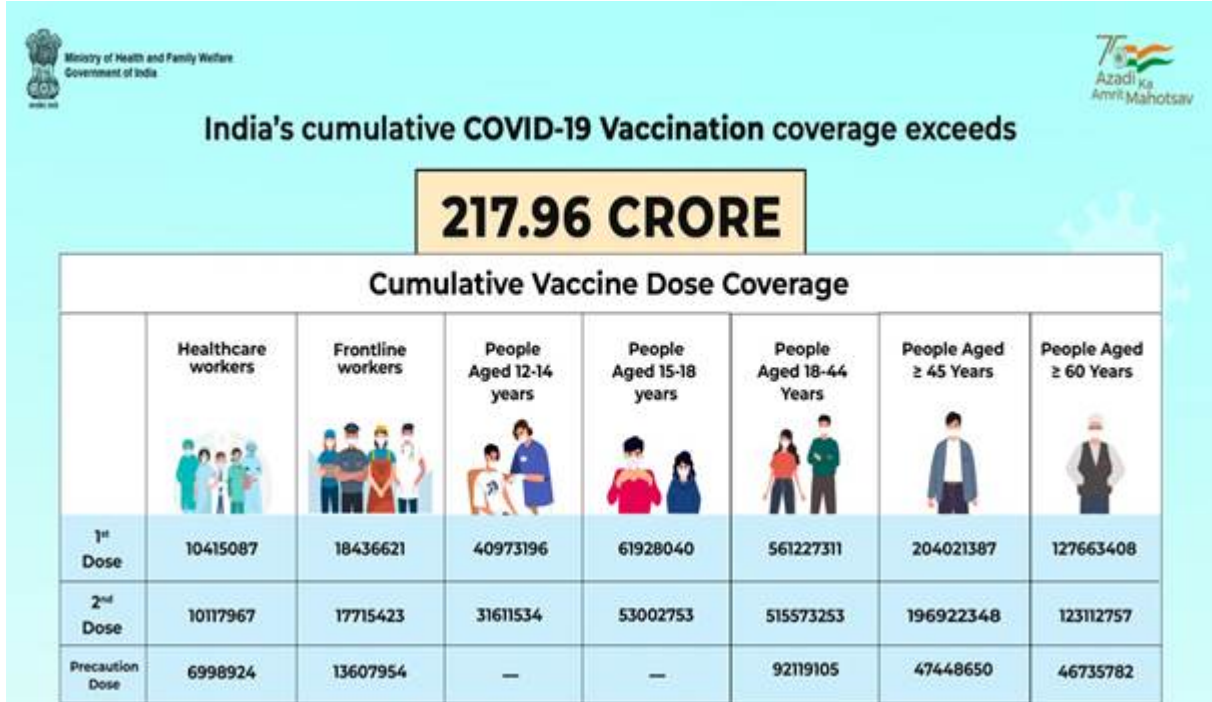 Ministry of Health and Family Welfare
Government of India
75
Azadi Ka
Amrit Mahotsav
India's cumulative COVID-19 Vaccination coverage exceeds
217.96 CRORE
Cumulative Vaccine Dose Coverage
Healthcare workers Frontline workers People Aged 12-14 years People Aged 15-18 years People Aged 18-44 Years People Aged ≥ 45 Years People Aged ≥ 60 Years
1st Dose 10415087 18436621 40973196 61928040 561227311 204021387 127663408
2nd Dose 10117967 17715423 31611534 53002753 515573253 196922348 123112757
Precaution Dose 6998924 13607954 — — 92119105 47448650 46735782